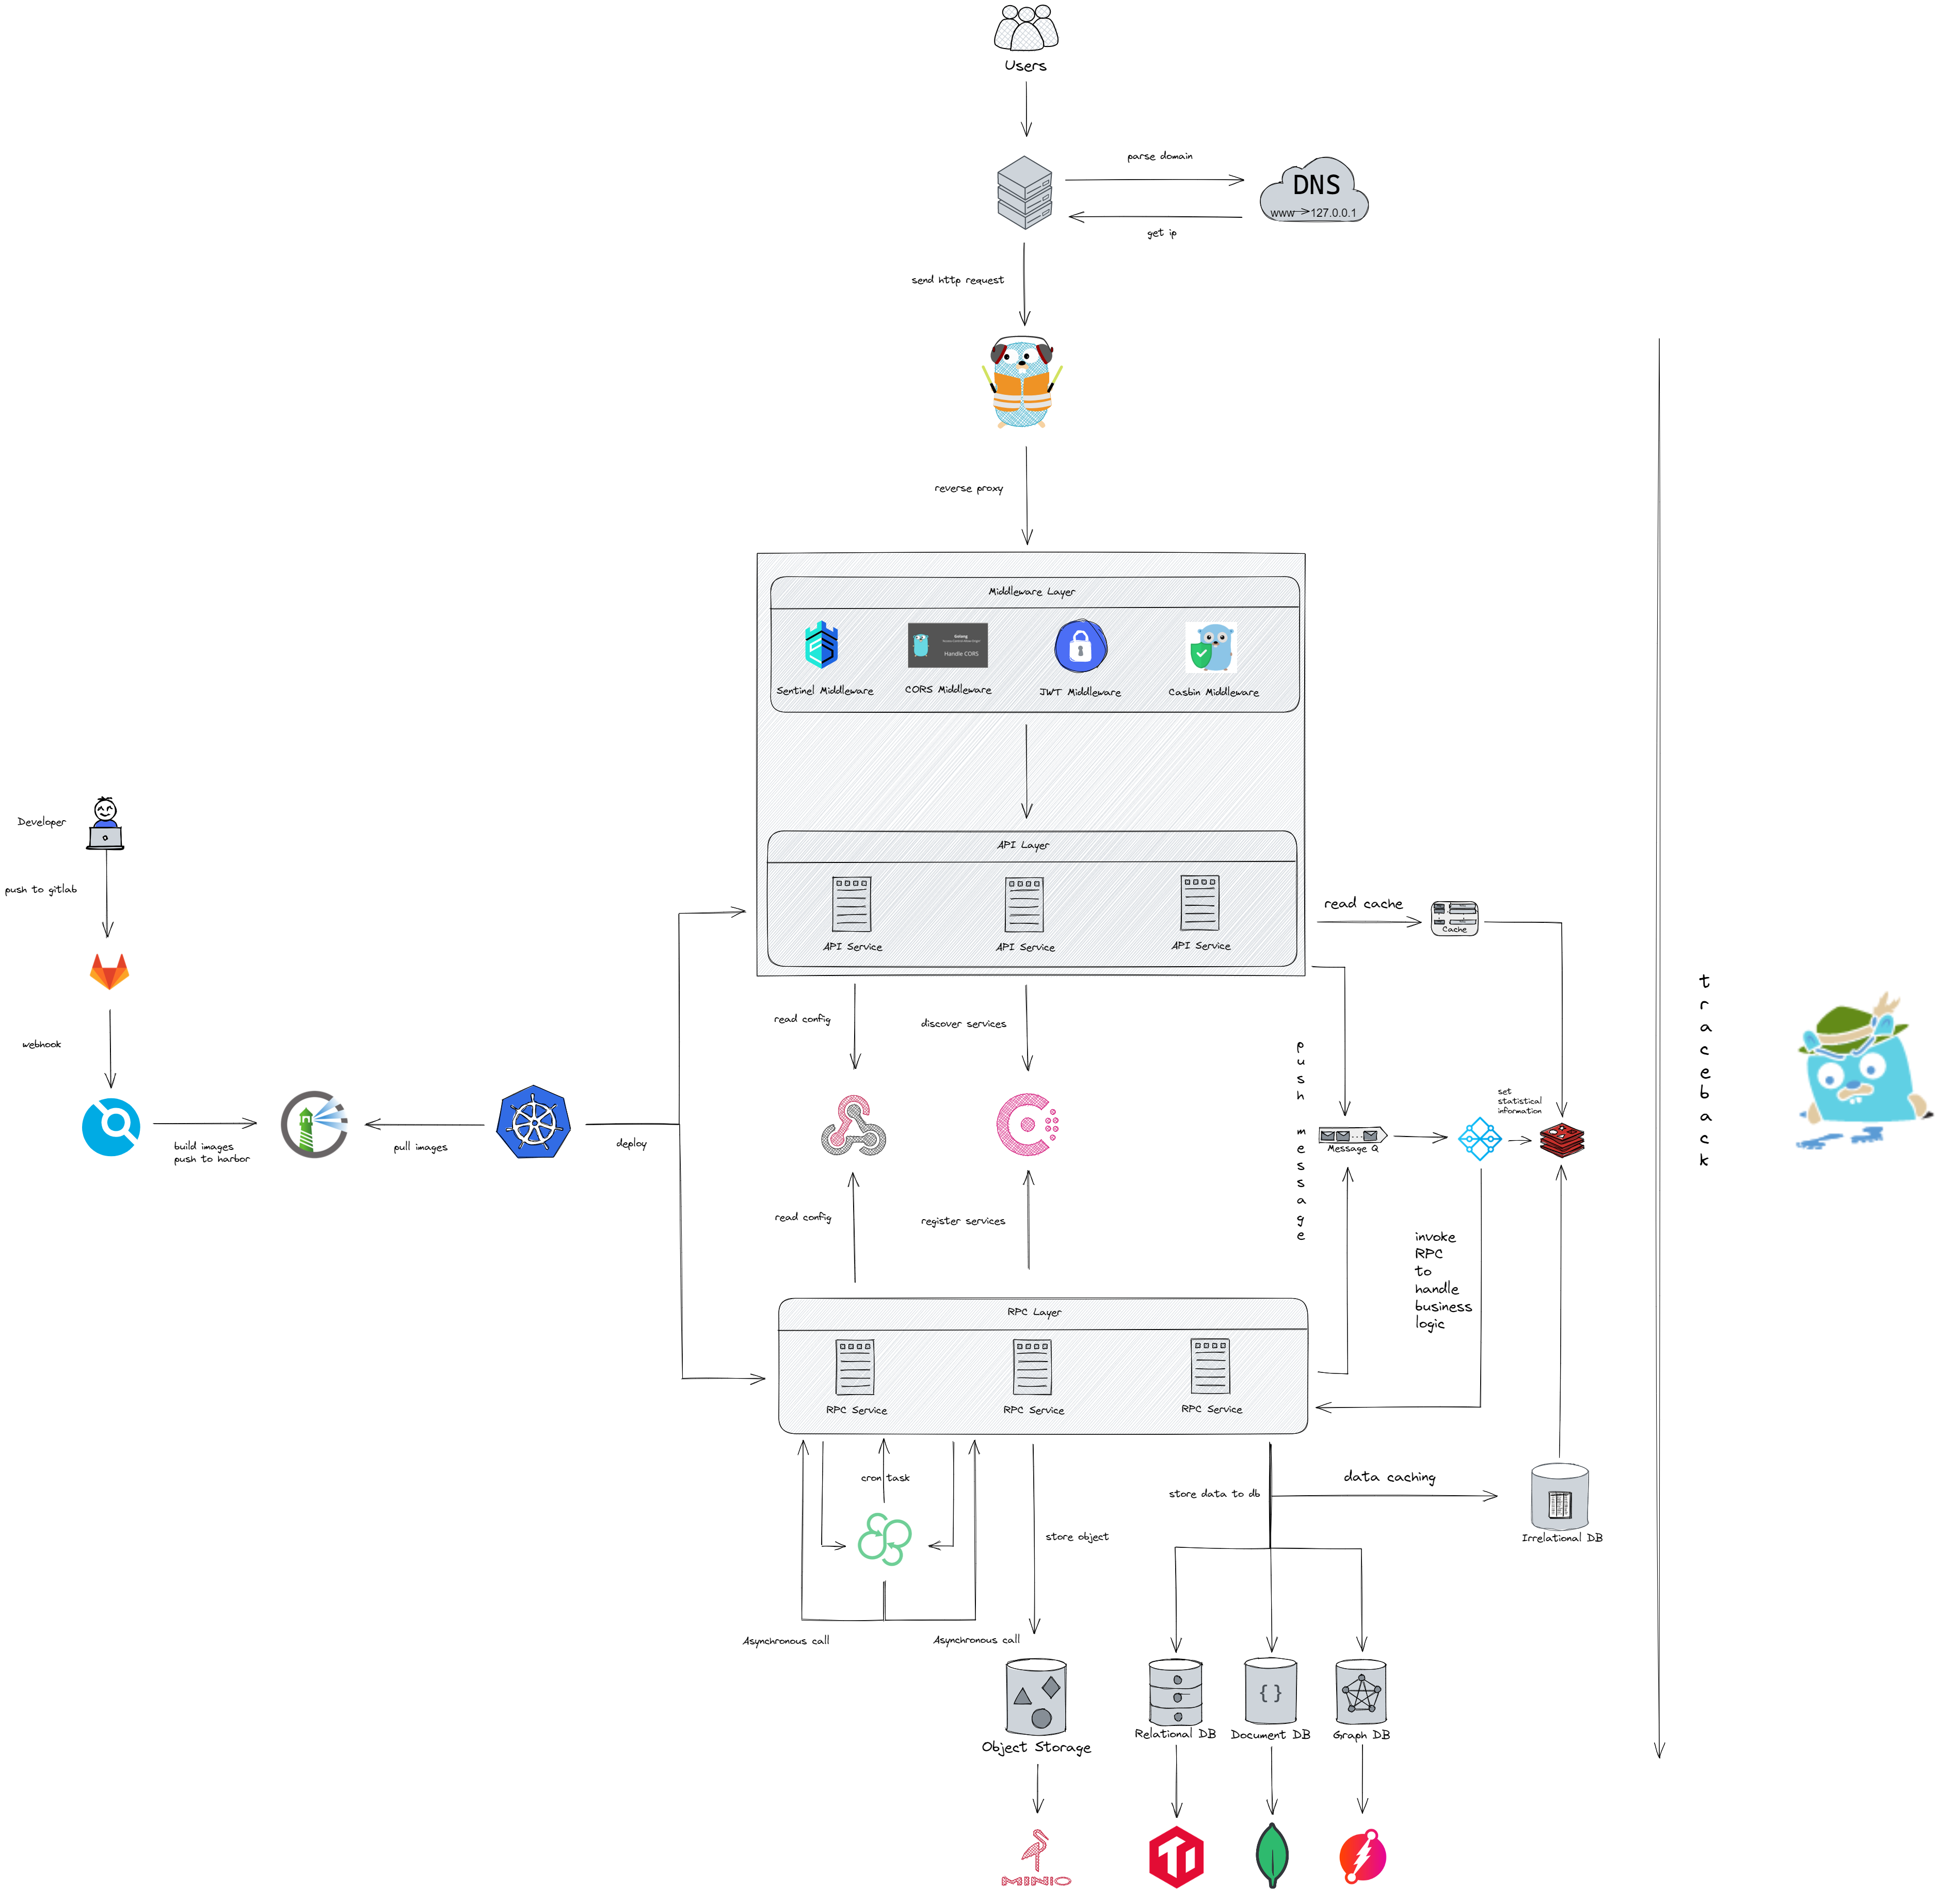 Users
parse domain
DNS
www
127.0.0.1
get ip
send http request
reverse proxy
Middleware Layer
Golang
Handle CORS
Sentinel Middleware
CORS Middleware
JWT Middleware
Casbin Middleware
Developer
push to gitlab
webhook
build images
push to harbor
pull images
deploy
API Layer
API Service
API Service
API Service
read cache
Cache
read config
discover services
push message
Message Q
set
statistical
information
traceback
read config
register services
invoke
RPC
to
handle
business
logic
RPC Layer
RPC Service
RPC Service
RPC Service
cron task
store object
store data to db
data caching
Irrelational DB
Asynchronous call
Asynchronous call
Object Storage
Relational DB
Document DB
{ }
Graph DB
MINIO